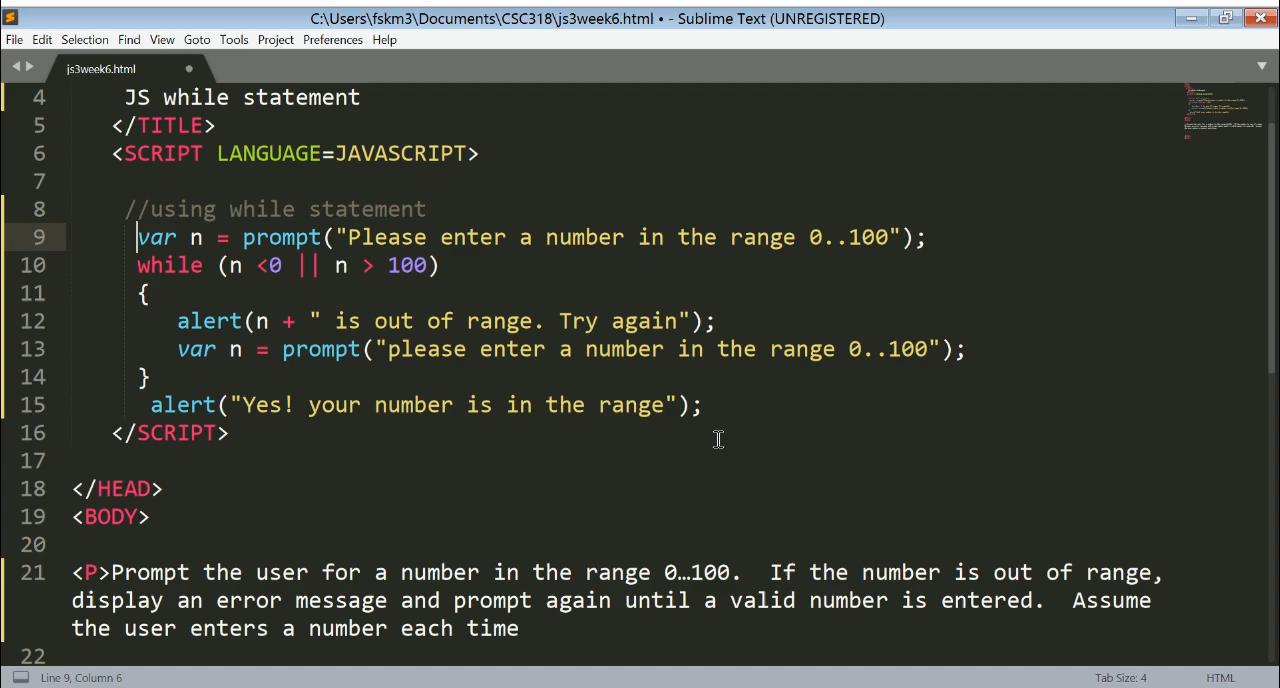 C:\Users\fskm3\Documents\CSC318\js3week6.html • - Sublime Text (UNREGISTERED)
File Edit Selection Find View Goto Tools Project Preferences Help
js3week6.html
4 JS while statement
5 </TITLE>
6 <SCRIPT LANGUAGE=JAVASCRIPT>
7
8 //using while statement
9 var n = prompt("Please enter a number in the range 0..100");
10 while (n <0 || n > 100)
11 {
12 alert(n + " is out of range. Try again");
13 var n = prompt("please enter a number in the range 0..100");
14 }
15 alert("Yes! your number is in the range");
16 </SCRIPT>
17
18 </HEAD>
19 <BODY>
20
21 <P>Prompt the user for a number in the range 0…100.  If the number is out of range,
display an error message and prompt again until a valid number is entered.  Assume
the user enters a number each time
22
Line 9, Column 6 Tab Size: 4 HTML